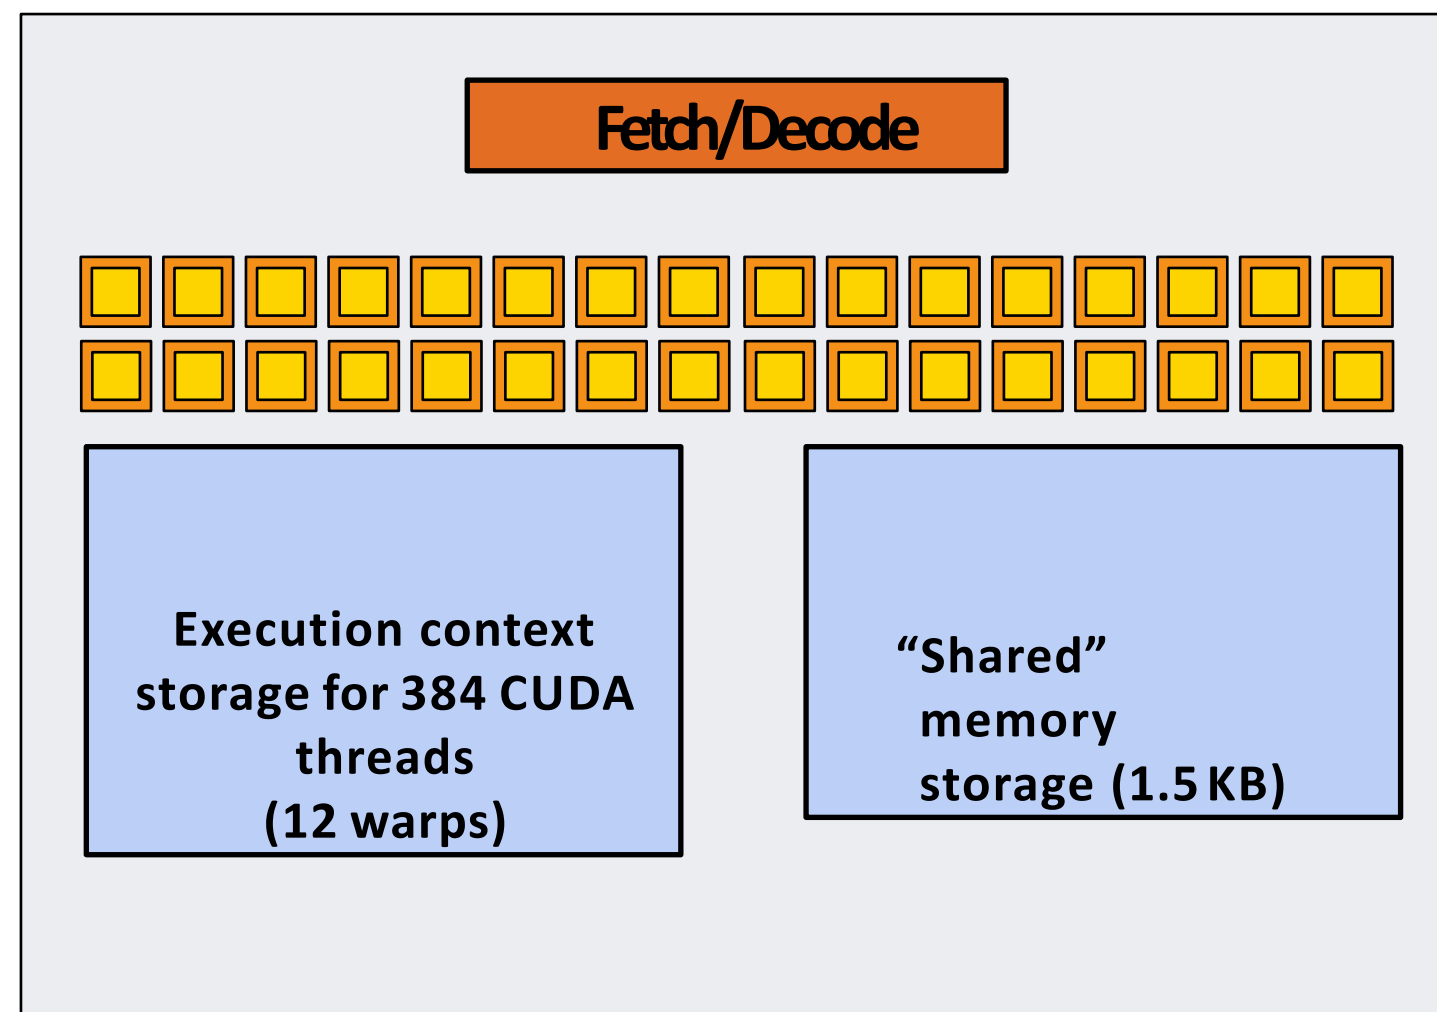 Fetch/Decode
Execution context
storage for 384 CUDA
threads
(12 warps)
“Shared”
memory
storage (1.5 KB)